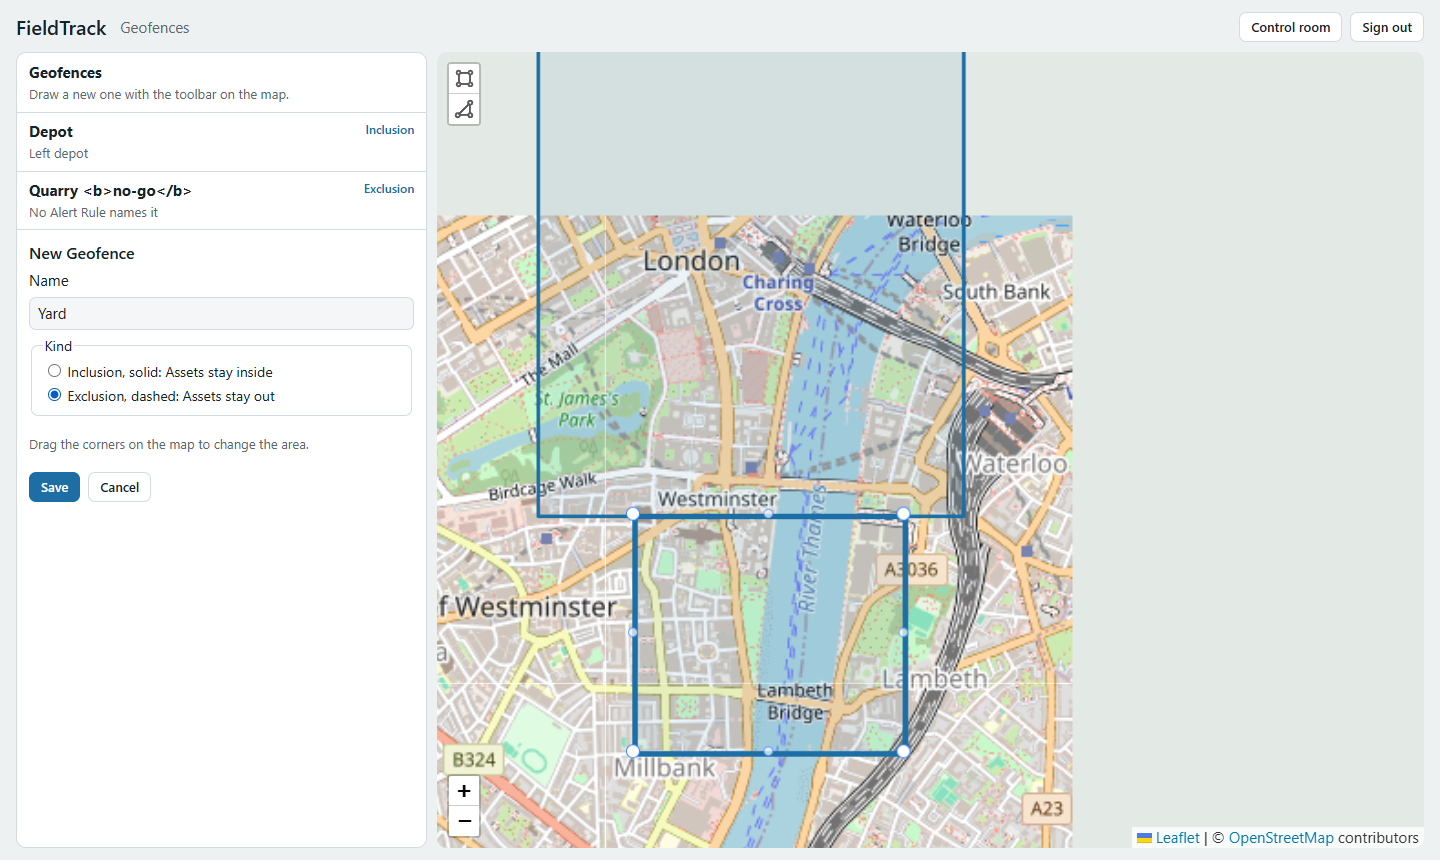 FieldTrack Geofences
Control room
Sign out
Geofences
Draw a new one with the toolbar on the map.
Depot
Inclusion
Left depot
Quarry <b>no-go</b>
Exclusion
No Alert Rule names it
New Geofence
Name
Yard
Kind
Inclusion, solid: Assets stay inside
Exclusion, dashed: Assets stay out
Drag the corners on the map to change the area.
Save
Cancel
Waterloo
Bridge
London
Charing
Cross
South Bank
The Mall
St. James's
Park
Waterloo
Birdcage Walk
Westminster
River Thames
A3036
f Westminster
a
Lambeth
Lambeth
Bridge
B324
Millbank
A23
+
−
Leaflet | © OpenStreetMap contributors